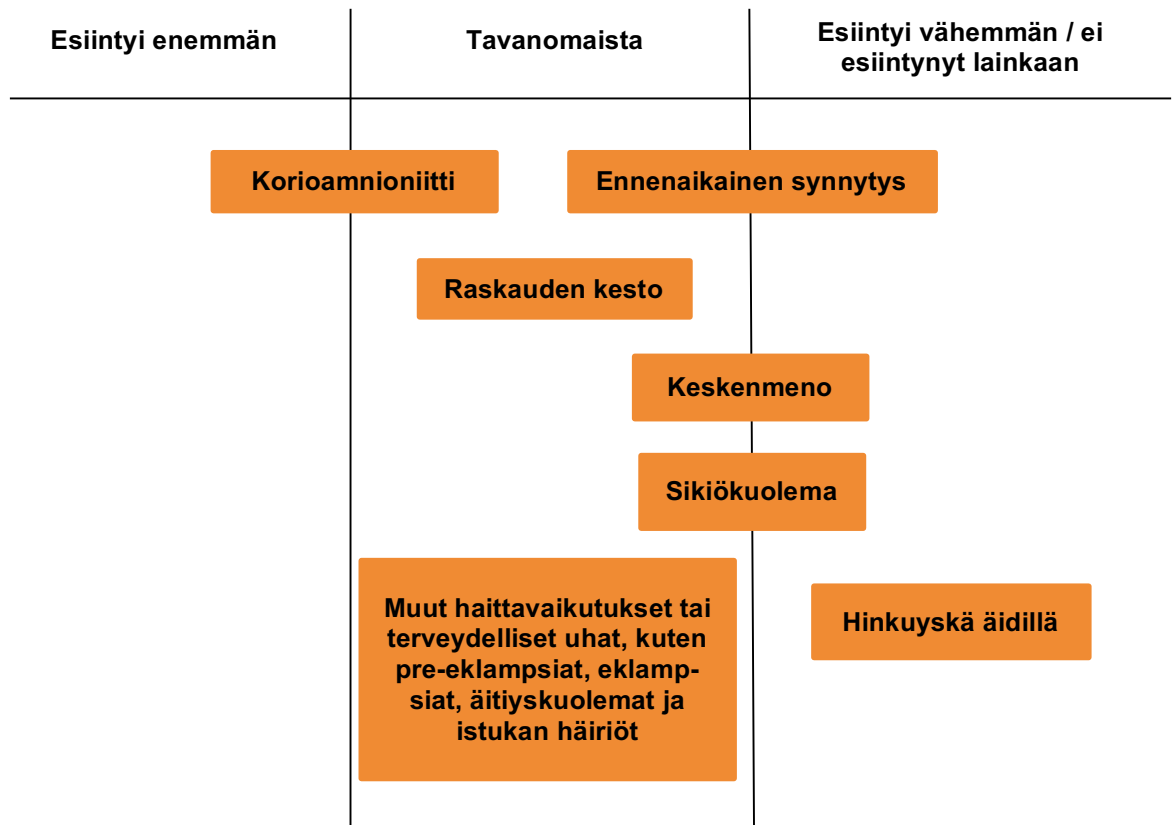 Esiintyi enemmän
Tavanomaista
Esiintyi vähemmän / ei
esiintynyt lainkaan
Korioamnioniitti
Ennenaikainen synnytys
Raskauden kesto
Keskenmeno
Sikiökuolema
Muut haittavaikutukset tai
terveydelliset uhat, kuten
pre-eklampsiat, eklamp-
siat, äitiyskuolemat ja
istukan häiriöt
Hinkuyskä äidillä